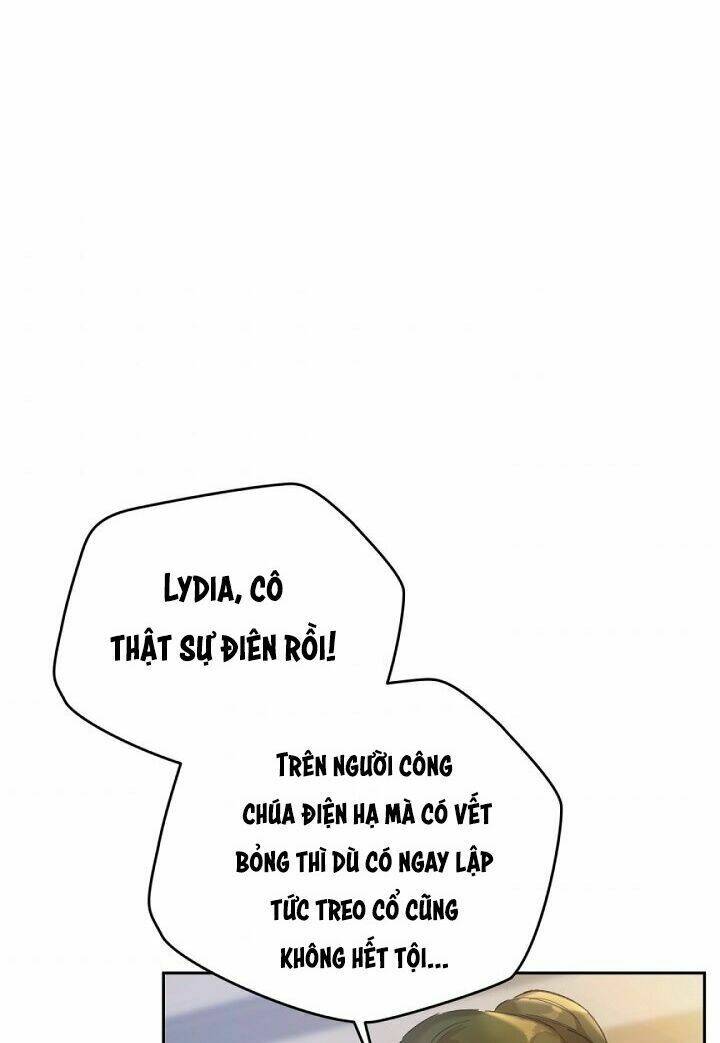 LYDIA, CÔ
THẬT SỰ ĐIÊN RỒI!
TRÊN NGƯỜI CÔNG
CHÚA ĐIỆN HẠ MÀ CÓ VẾT
BỎNG THÌ DÙ CÓ NGAY LẬP
TỨC TREO CỔ CŨNG
KHÔNG HẾT TỘI...